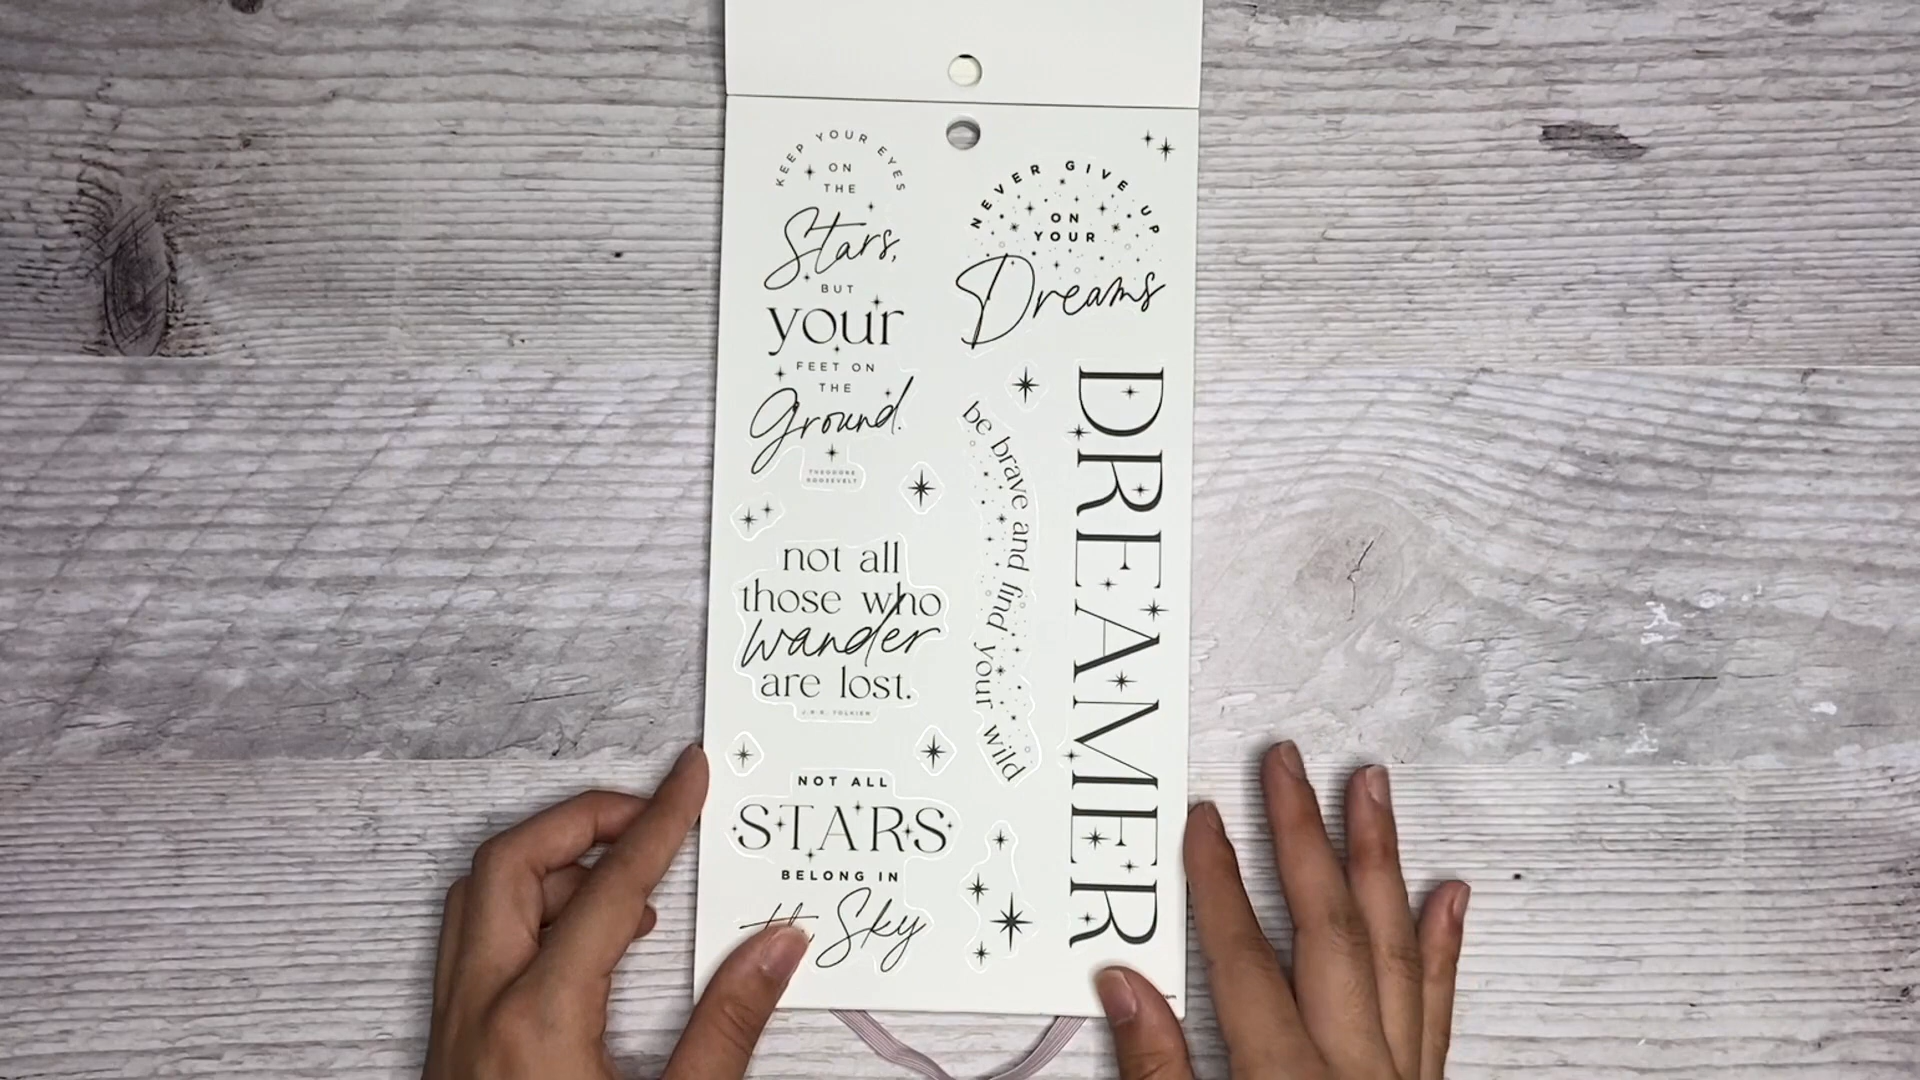 KEEP YOUR EYES
ON
THE
Stars,
BUT
your
FEET ON
THE
Ground.
THEODORE
ROOSEVELT
not all
those who
wander
are lost.
J.R.R. TOLKIEN
NOT ALL
STARS
BELONG IN
Sky
NEVER GIVE UP
ON
YOUR
Dreams
be brave and find your wild
DREAMER